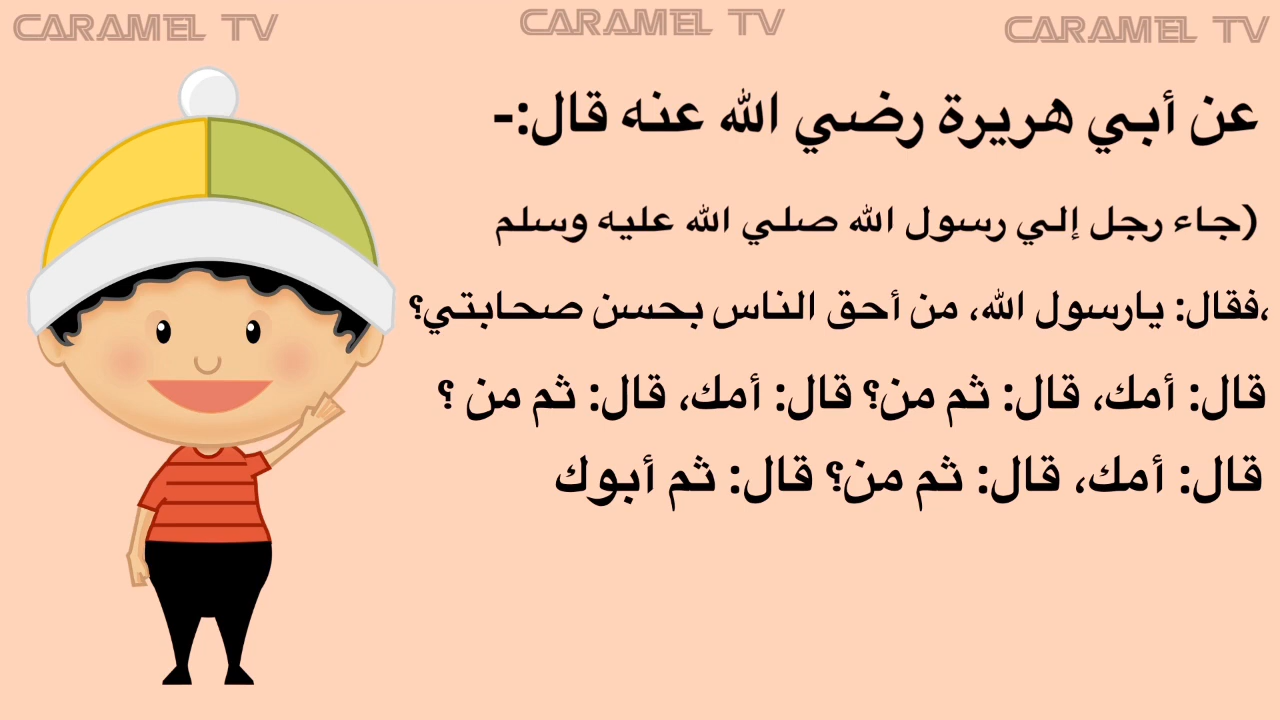 CARAMEL TV CARAMEL TV CARAMEL TV
عن أبي هريرة رضي الله عنه قال:-
(جاء رجل إلي رسول الله صلي الله عليه وسلم
،فقال: يارسول الله، من أحق الناس بحسن صحابتي؟
قال: أمك، قال: ثم من؟ قال: أمك، قال: ثم من ؟
قال: أمك، قال: ثم من؟ قال: ثم أبوك